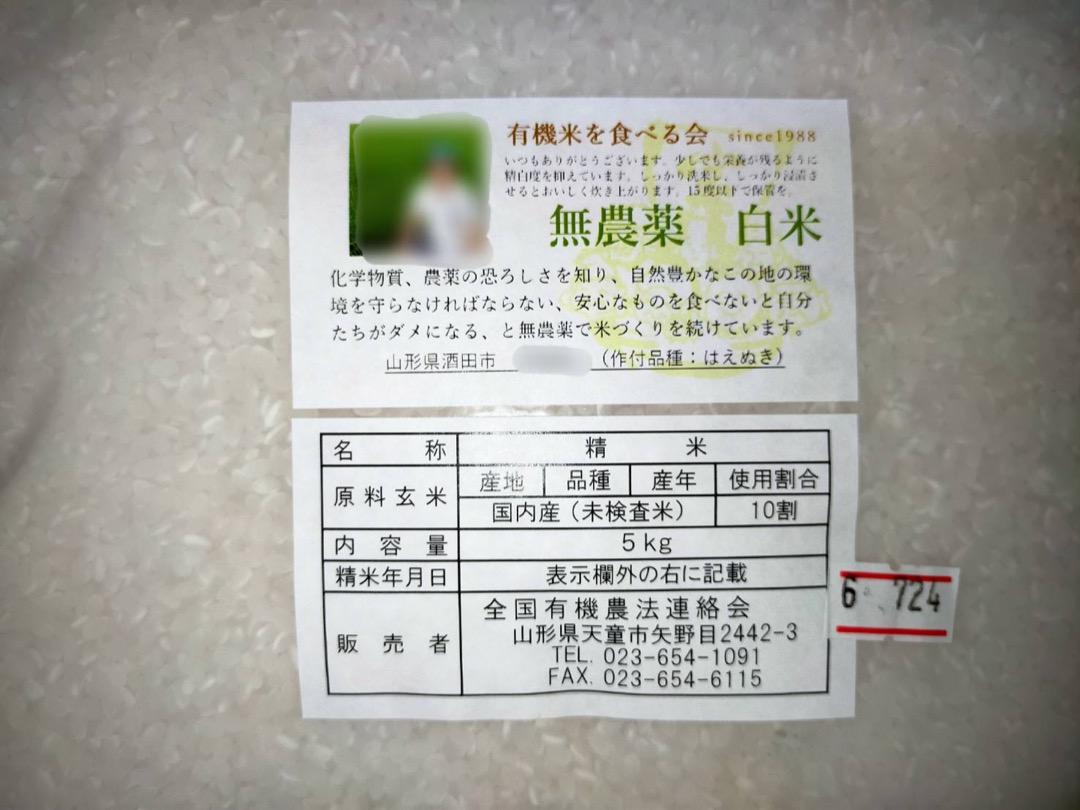 有機米を食べる会 since1988
いつもありがとうございます。少しでも栄養が残るように
精白度を抑えています。しっかり洗米し、しっかり浸漬さ
せるとおいしく炊き上がります。15度以下で保管を。
無農薬 白米
化学物質、農薬の恐ろしさを知り、自然豊かなこの地の環
境を守らなければならない、安心なものを食べないと自分
たちがダメになる、と無農薬で米づくりを続けています。
山形県酒田市 (作付品種：はえぬき)
名称 精米
原料玄米 産地 品種 産年 使用割合
国内産（未検査米） 10割
内容量 5kg
精米年月日 表示欄外の右に記載
6 724
販売者 全国有機農法連絡会
山形県天童市矢野目2442-3
TEL. 023-654-1091
FAX. 023-654-6115